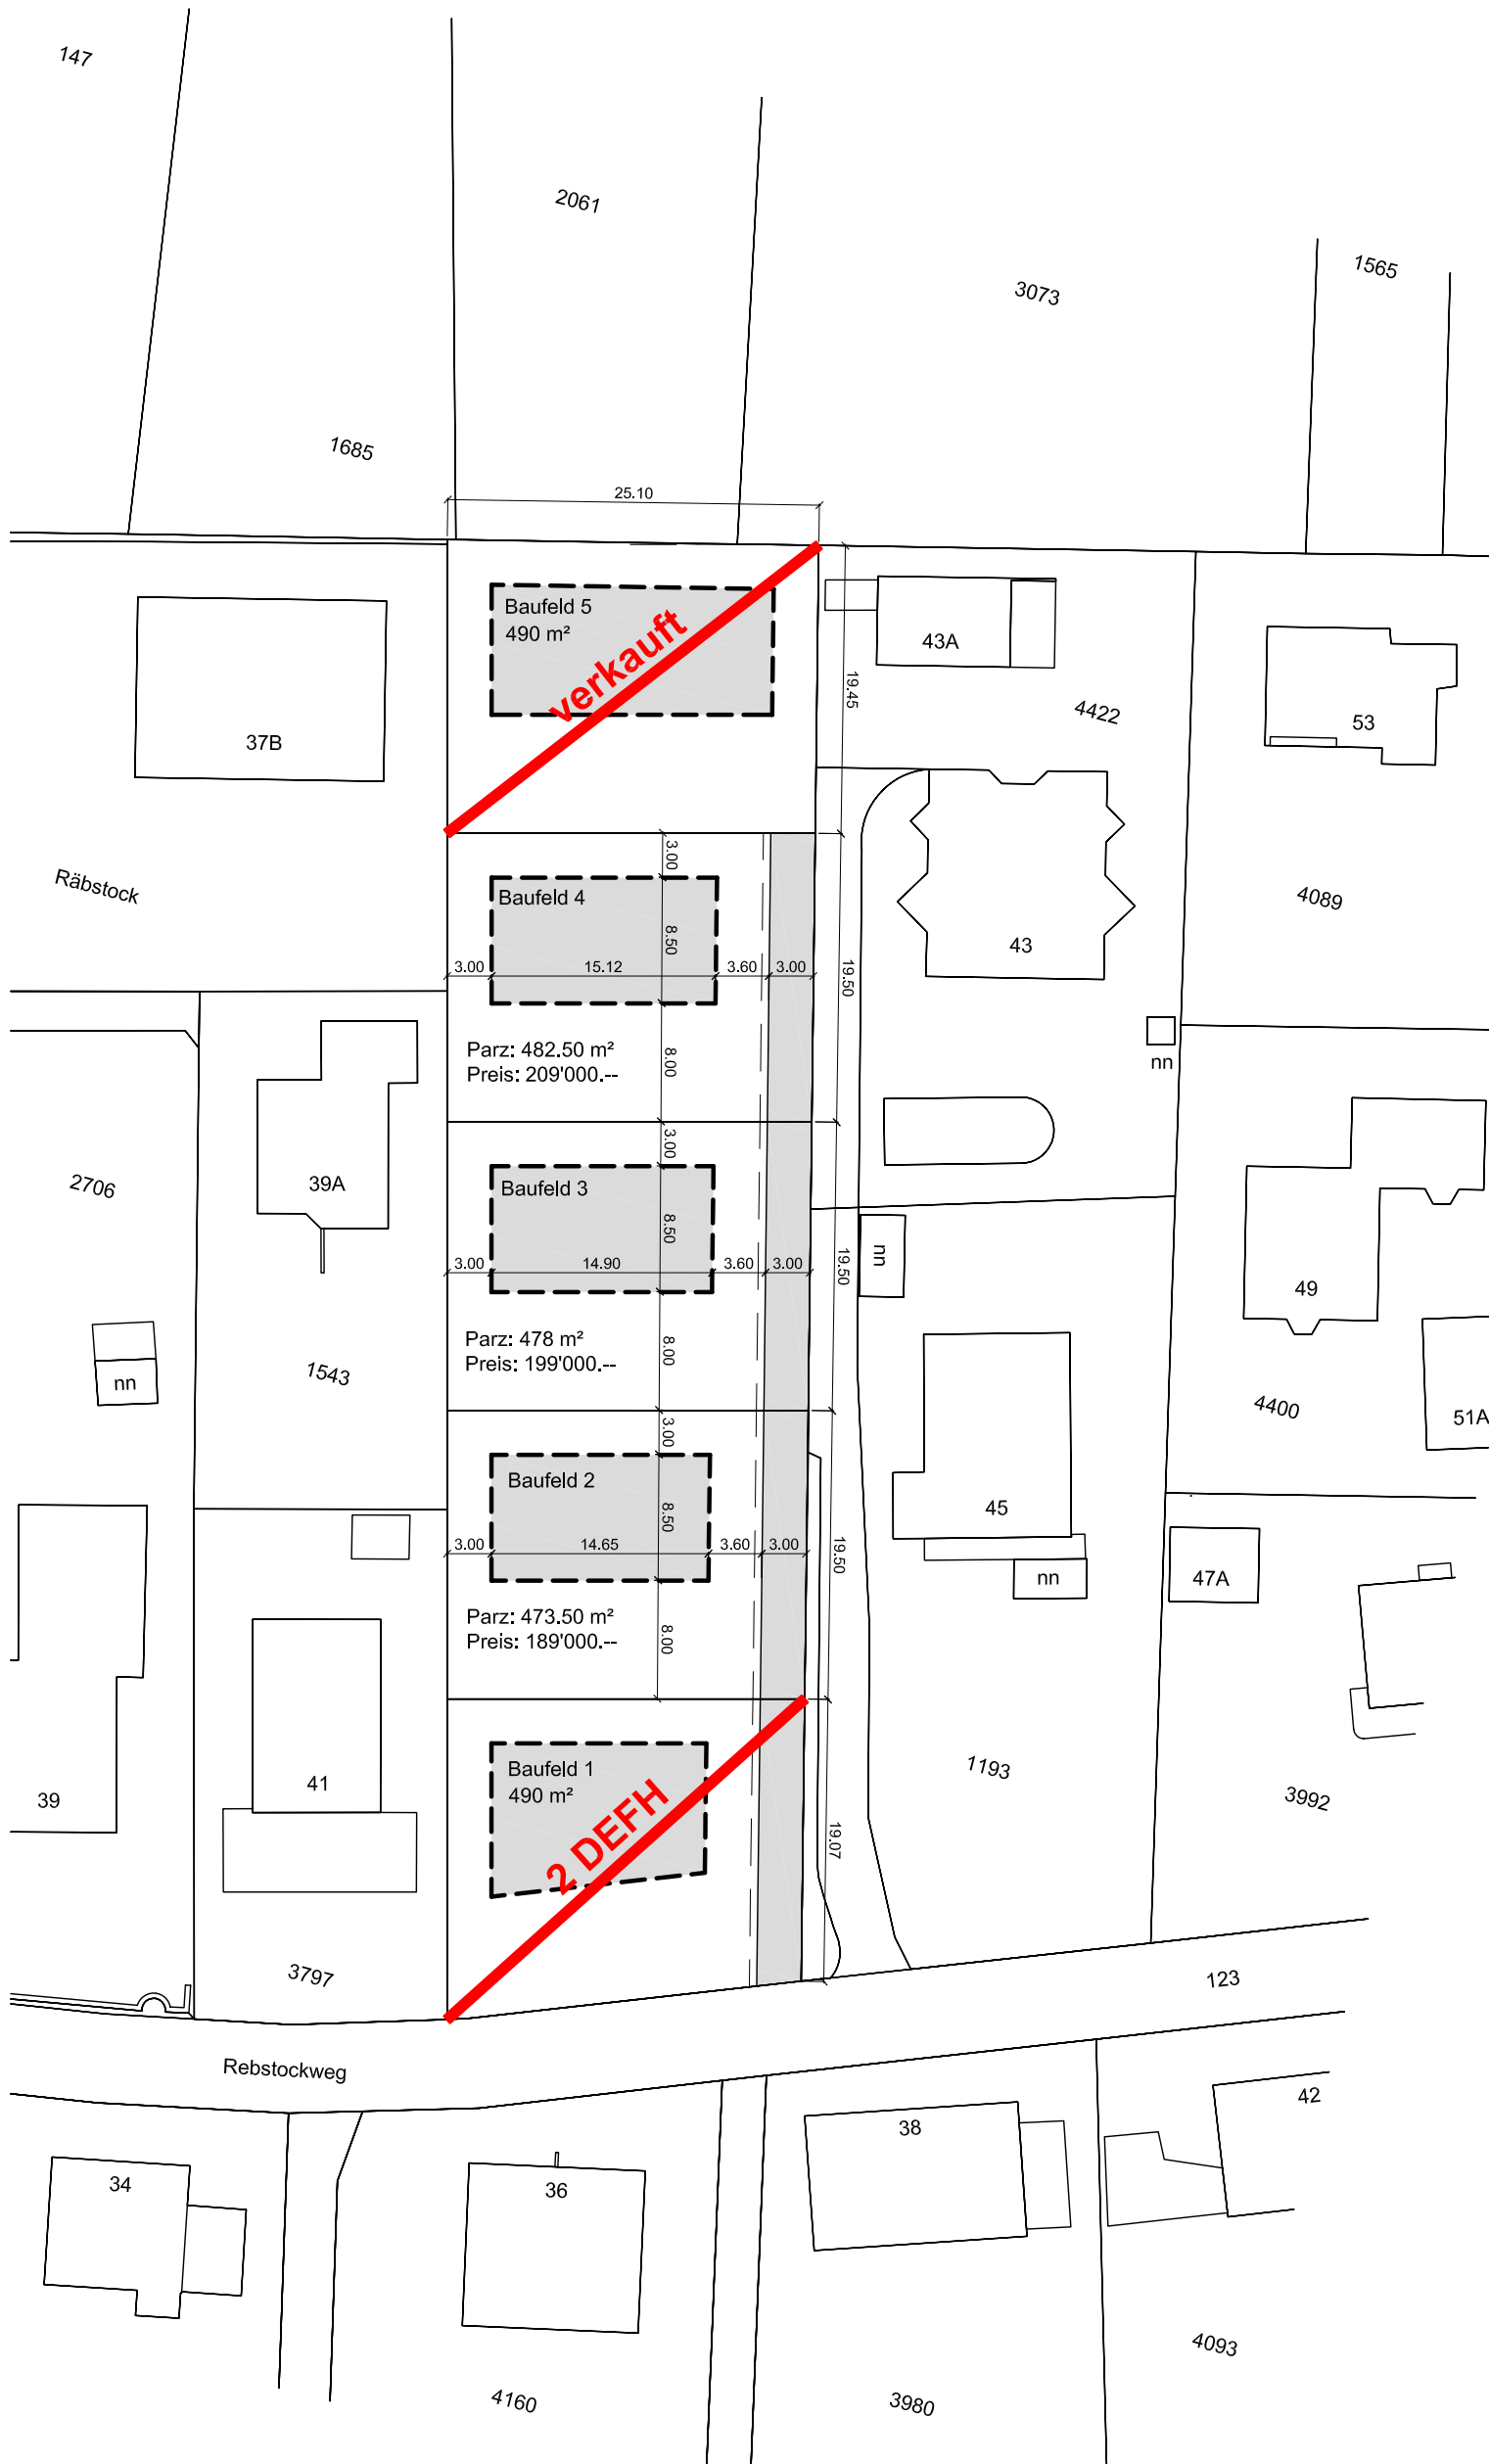 147
2061
1565
3073
1685
25.10
Baufeld 5
490 m²
verkauft
43A
19.45
4422
53
37B
3.00
Räbstock
Baufeld 4
4089
8.50
43
3.00
15.12
3.60
3.00
19.50
Parz: 482.50 m²
Preis: 209'000.--
8.00
nn
3.00
2706
39A
Baufeld 3
8.50
nn
3.00
14.90
3.60
3.00
19.50
49
Parz: 478 m²
Preis: 199'000.--
8.00
1543
nn
4400
51A
3.00
Baufeld 2
45
8.50
3.00
14.65
3.60
3.00
19.50
nn
47A
Parz: 473.50 m²
Preis: 189'000.--
8.00
Baufeld 1
490 m²
2 DEFH
1193
41
39
3992
19.07
3797
123
Rebstockweg
42
38
34
36
4093
4160
3980